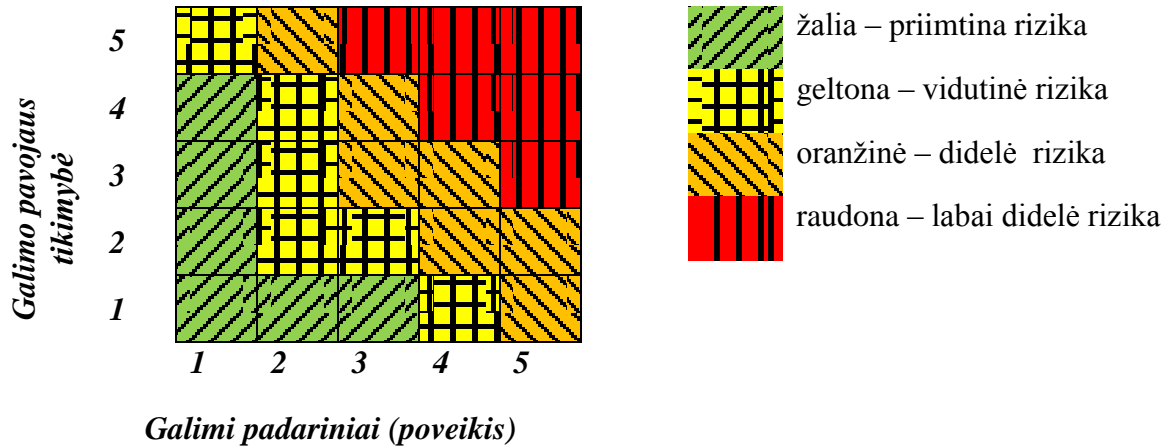 Galimo pavojaus
tikimybė
5
4
3
2
1
1 2 3 4 5
Galimi padariniai (poveikis)
žalia – priimtina rizika
geltona – vidutinė rizika
oranžinė – didelė rizika
raudona – labai didelė rizika